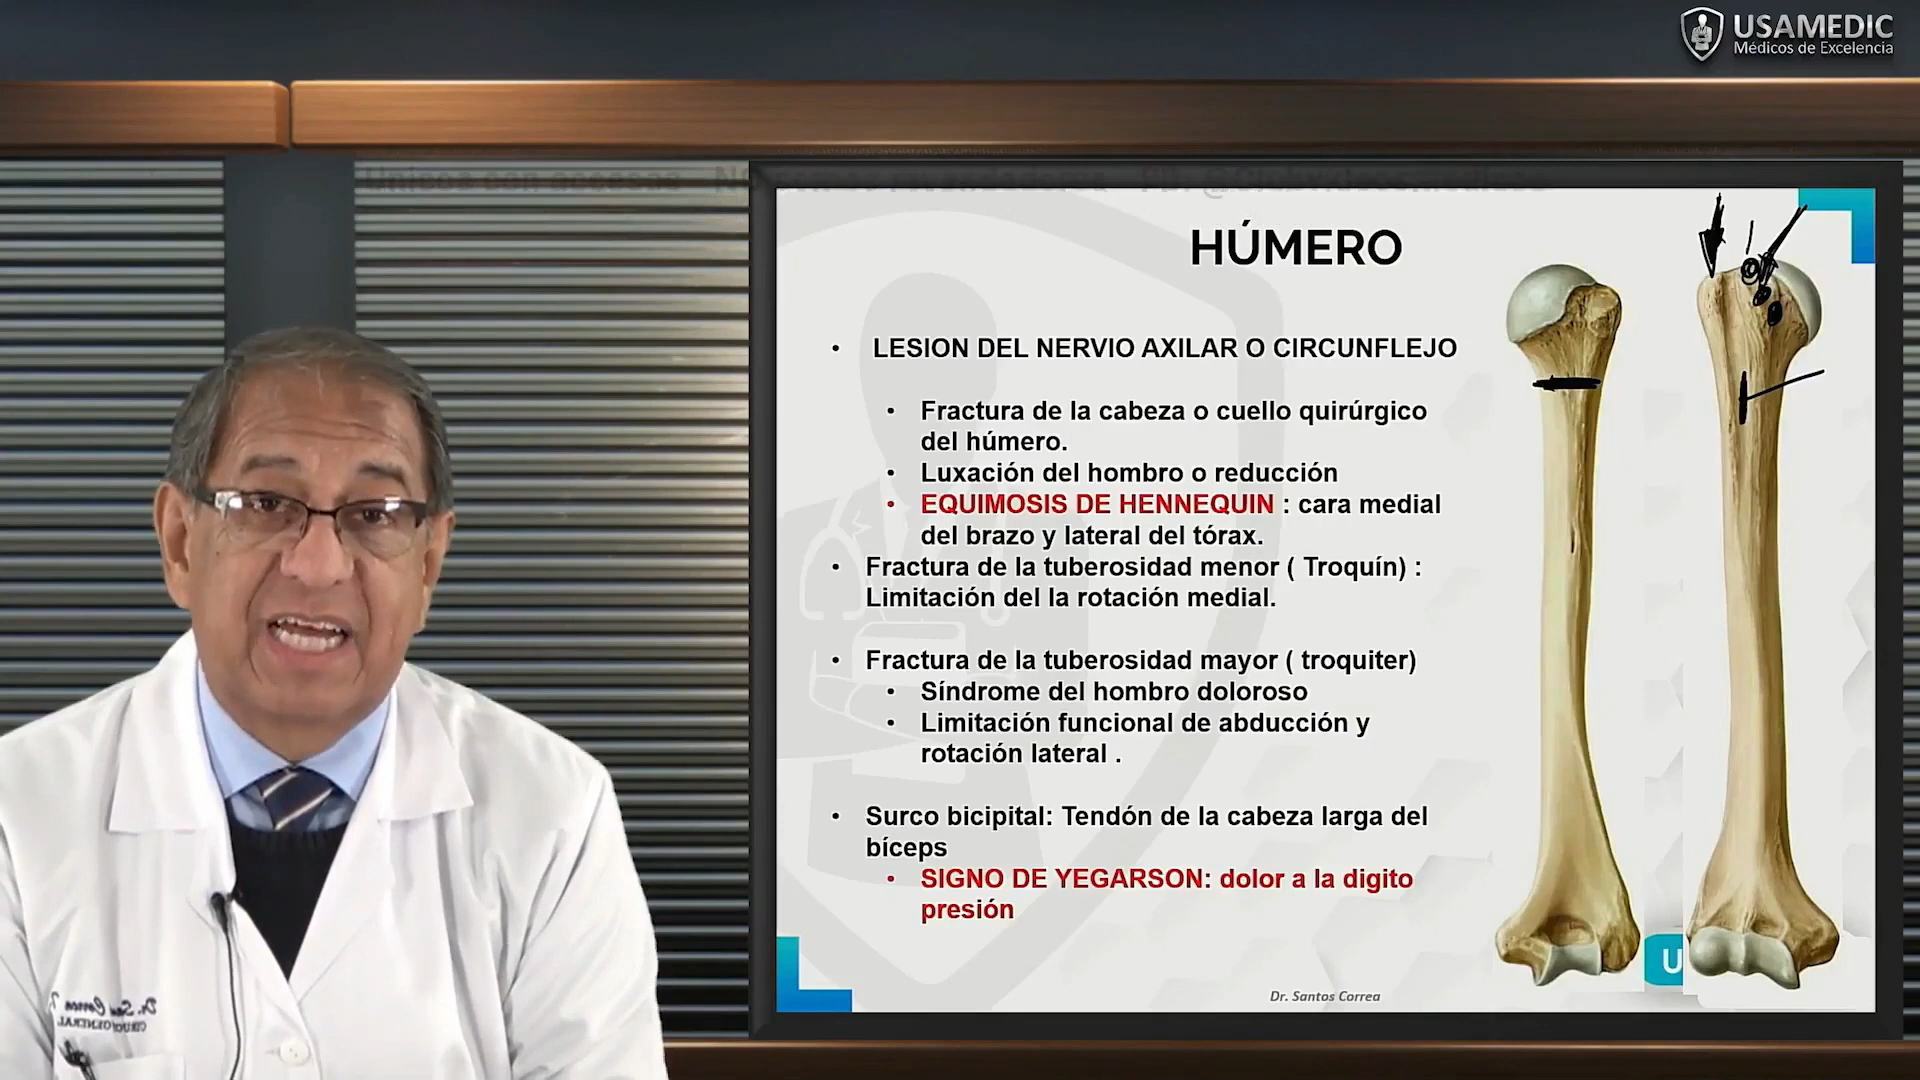 USAMEDIC
Médicos de Excelencia
HÚMERO
• LESION DEL NERVIO AXILAR O CIRCUNFLEJO
• Fractura de la cabeza o cuello quirúrgico
del húmero.
• Luxación del hombro o reducción
• EQUIMOSIS DE HENNEQUIN : cara medial
del brazo y lateral del tórax.
• Fractura de la tuberosidad menor ( Troquín) :
Limitación del la rotación medial.
• Fractura de la tuberosidad mayor ( troquiter)
• Síndrome del hombro doloroso
• Limitación funcional de abducción y
rotación lateral .
• Surco bicipital: Tendón de la cabeza larga del
bíceps
• SIGNO DE YEGARSON: dolor a la digito
presión
U
Dr. Santos Correa